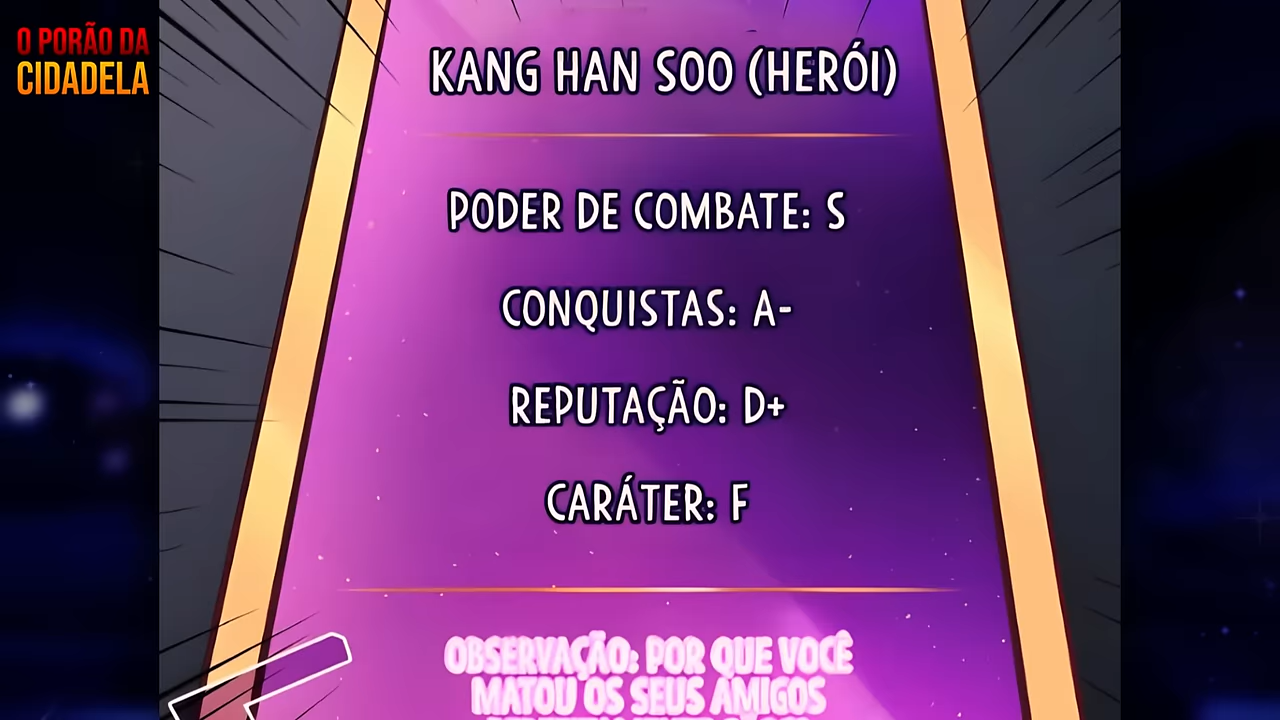 O PORÃO DA
CIDADELA
KANG HAN SOO (HERÓI)
PODER DE COMBATE: S
CONQUISTAS: A-
REPUTAÇÃO: D+
CARÁTER: F
OBSERVAÇÃO: POR QUE VOCÊ
MATOU OS SEUS AMIGOS